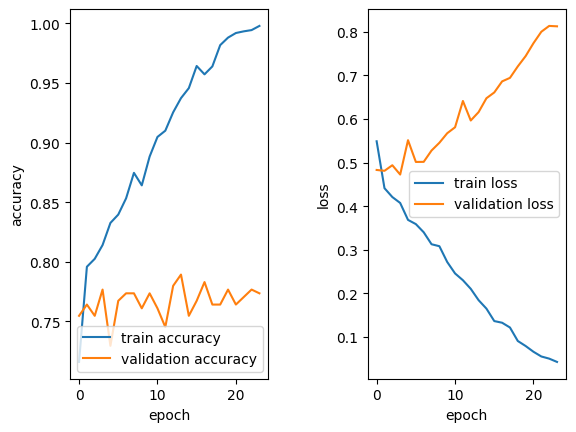 1.00
0.95
0.90
0.85
0.80
0.75
accuracy
train accuracy
validation accuracy
0 10 20
epoch
0.8
0.7
0.6
0.5
0.4
0.3
0.2
0.1
loss
train loss
validation loss
0 10 20
epoch